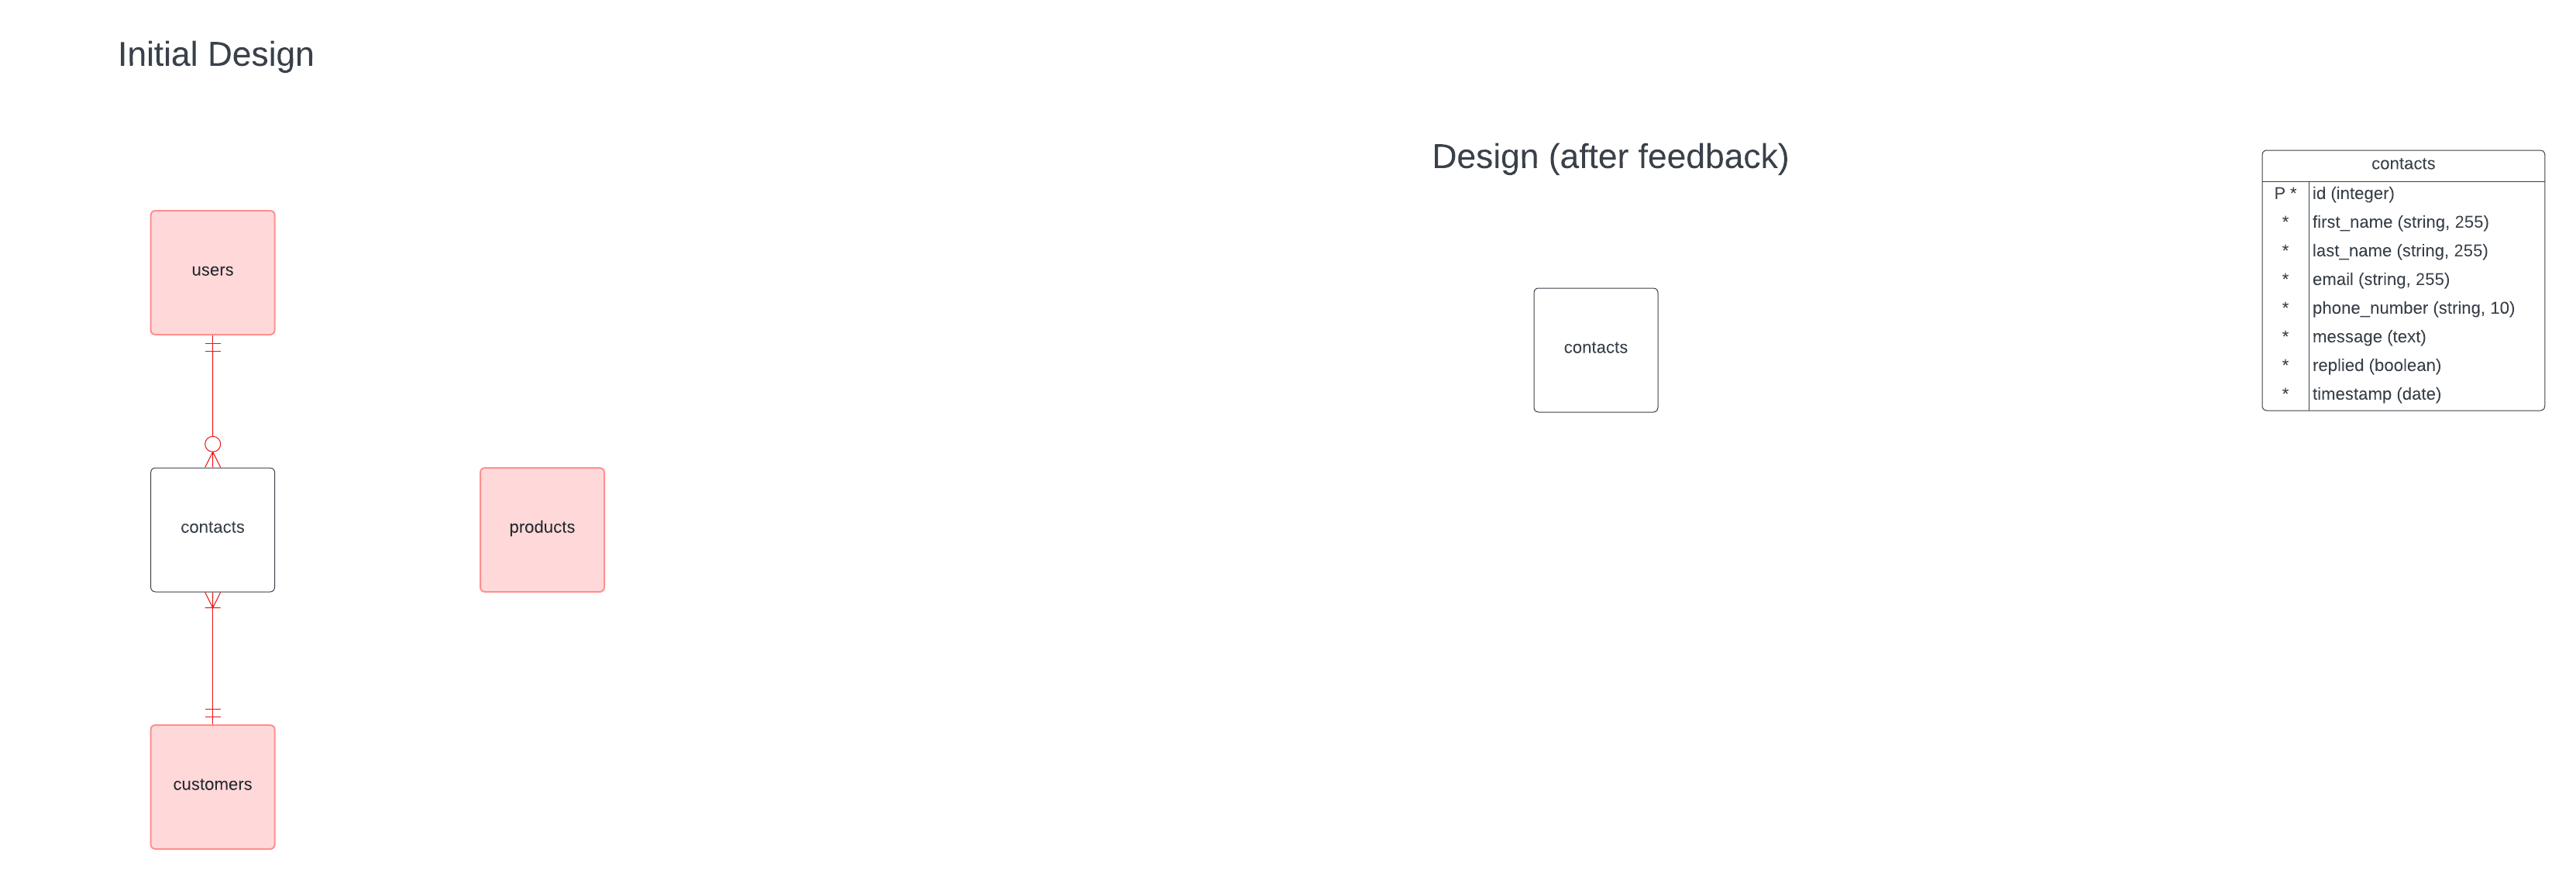 Initial Design
users
contacts
products
customers
Design (after feedback)
contacts
contacts
P * id (integer)
* first_name (string, 255)
* last_name (string, 255)
* email (string, 255)
* phone_number (string, 10)
* message (text)
* replied (boolean)
* timestamp (date)